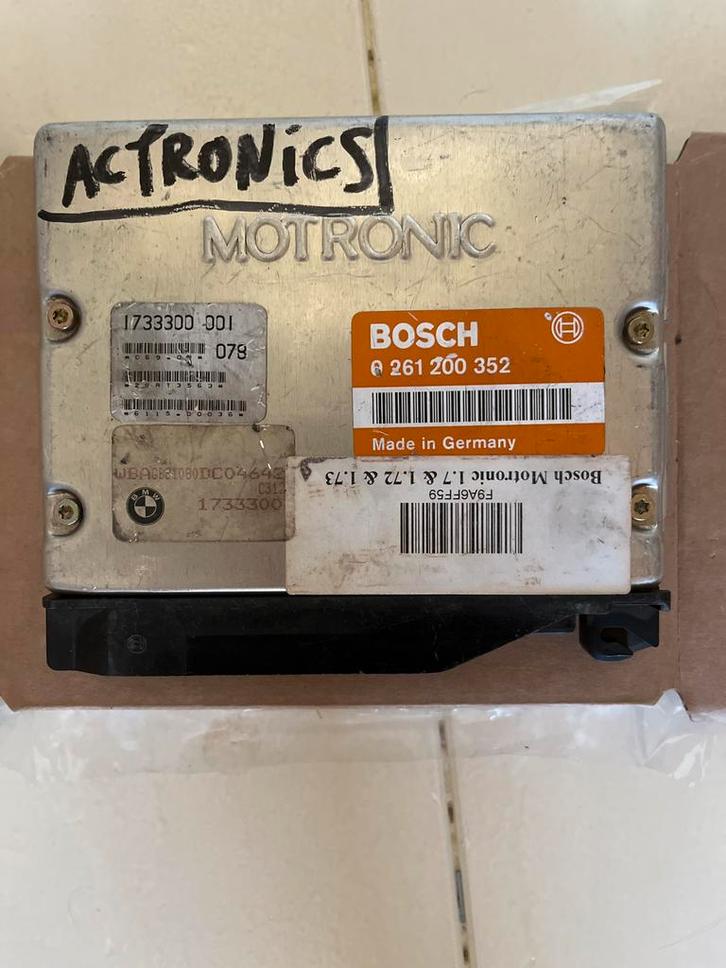 ACTRONICS
MOTRONIC
1733300 001
078
BOSCH
0 261 200 352
Made in Germany
BMW
1733300
Bosch Motronic 1.7 & 1.72 & 1.73
F9A6FF59